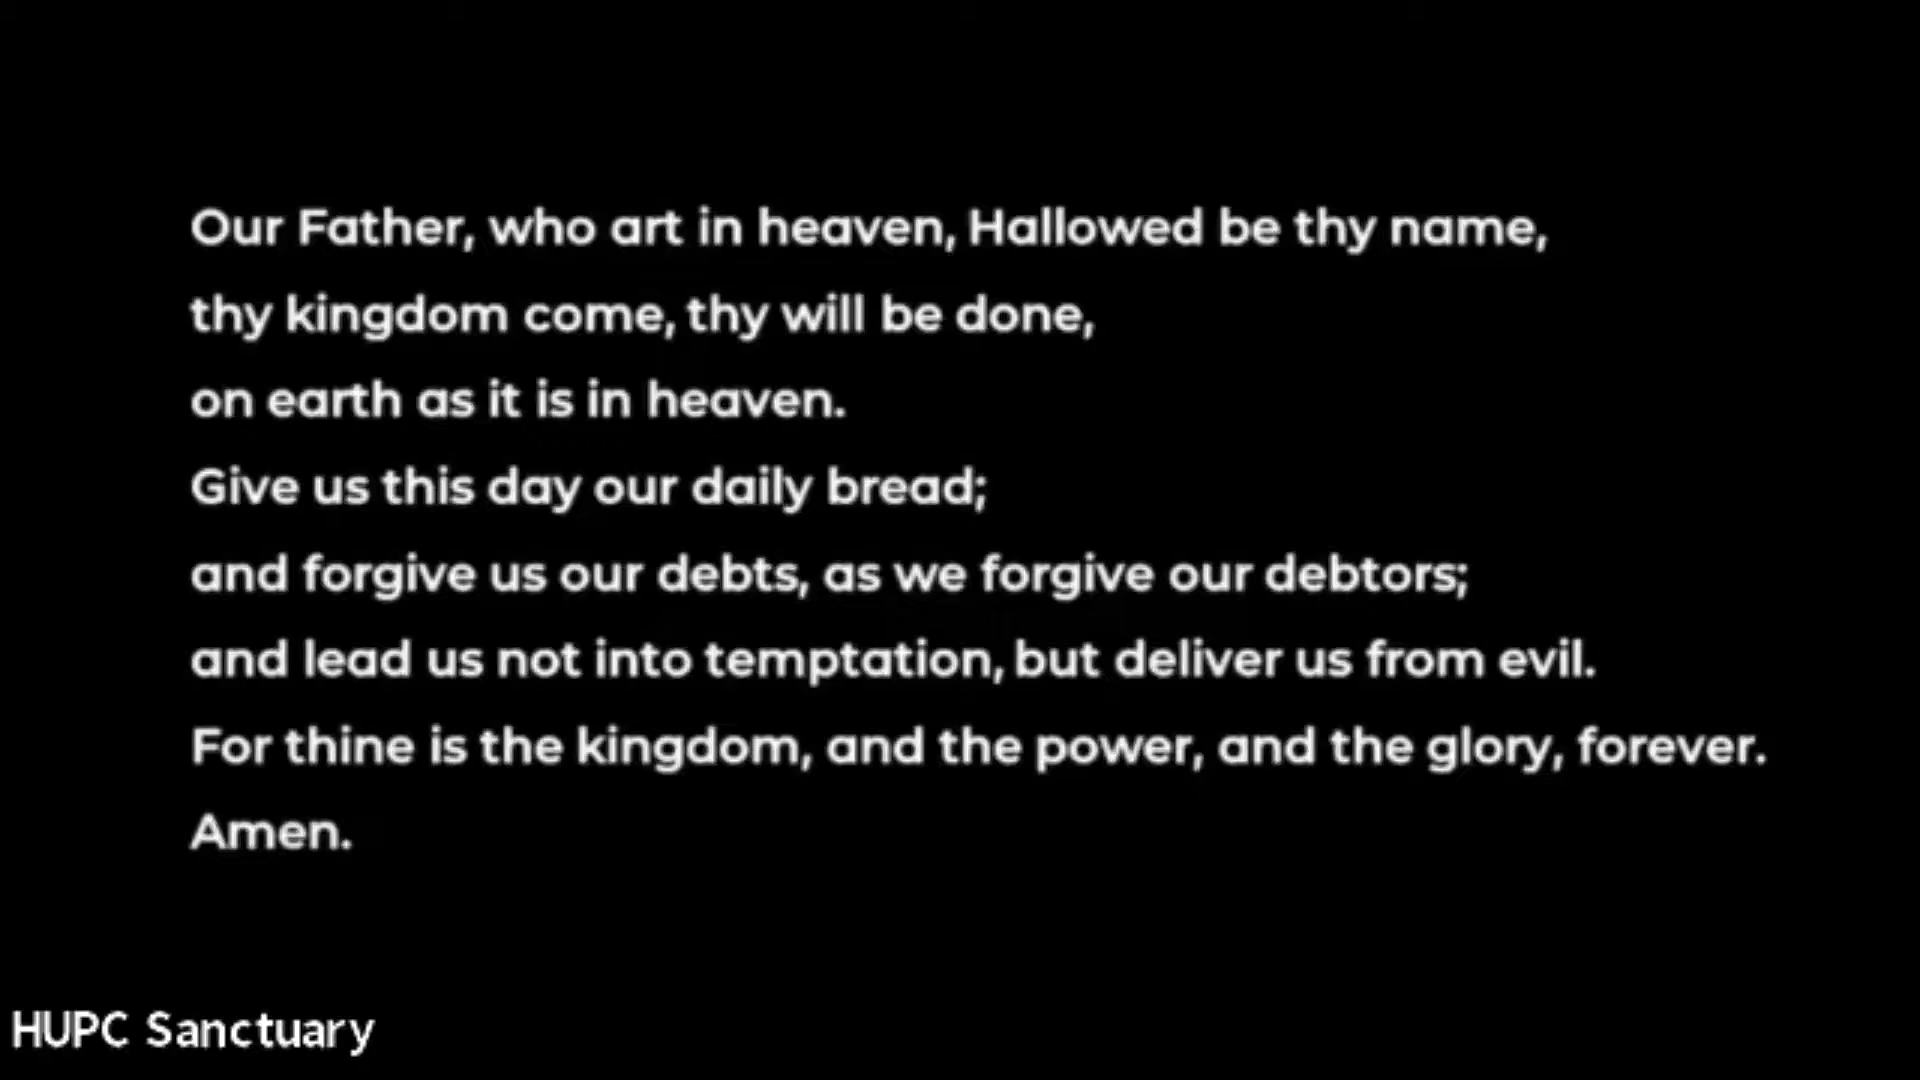 Our Father, who art in heaven, Hallowed be thy name,
thy kingdom come, thy will be done,
on earth as it is in heaven.
Give us this day our daily bread;
and forgive us our debts, as we forgive our debtors;
and lead us not into temptation, but deliver us from evil.
For thine is the kingdom, and the power, and the glory, forever.
Amen.
HUPC Sanctuary